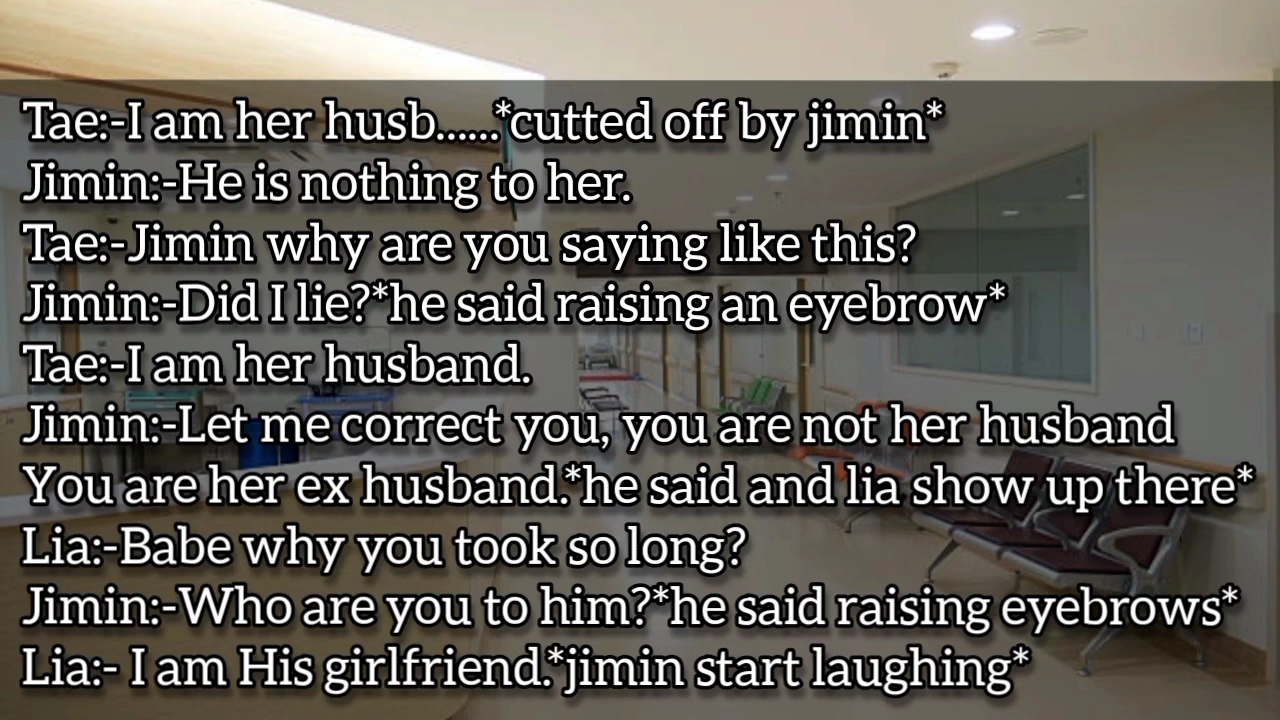 Tae:-I am her husb......*cutted off by jimin*
Jimin:-He is nothing to her.
Tae:-Jimin why are you saying like this?
Jimin:-Did I lie?*he said raising an eyebrow*
Tae:-I am her husband.
Jimin:-Let me correct you, you are not her husband
You are her ex husband.*he said and lia show up there*
Lia:-Babe why you took so long?
Jimin:-Who are you to him?*he said raising eyebrows*
Lia:- I am His girlfriend.*jimin start laughing*